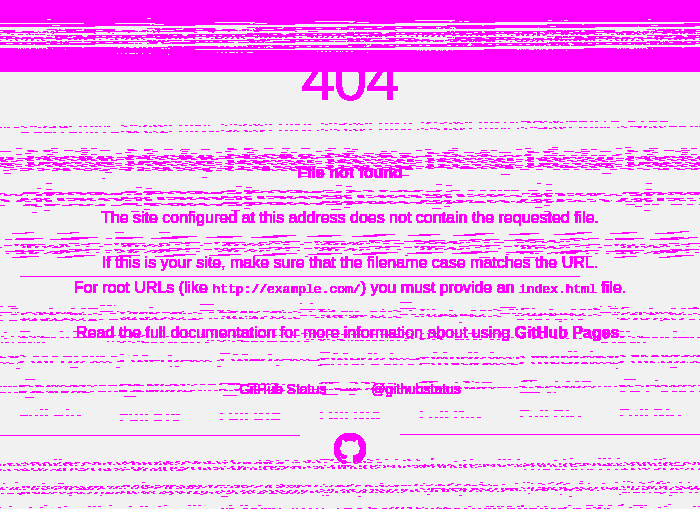 404
File not found
The site configured at this address does not contain the requested file.
If this is your site, make sure that the filename case matches the URL.
For root URLs (like http://example.com/) you must provide an index.html file.
Read the full documentation for more information about using GitHub Pages.
GitHub Status — @githubstatus